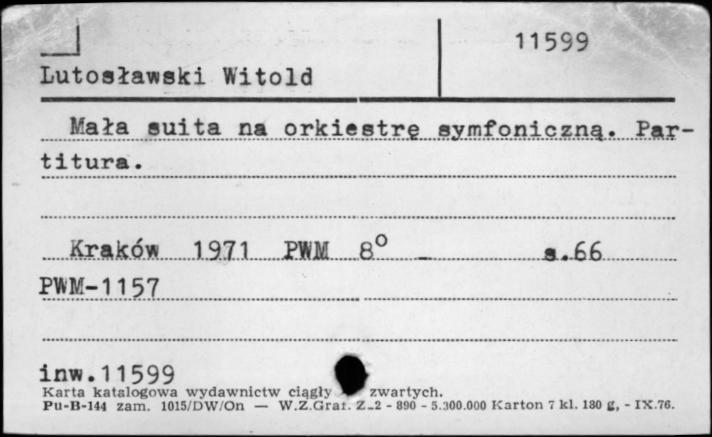 11599
Lutosławski Witold
Mała suita na orkiestrę symfoniczną. Par-
titura.
Kraków 1971 PWM 8° – s.66
PWM-1157
inw.11599
Karta katalogowa wydawnictw ciągły zwartych.
Pu-B-144 zam. 1015/DW/On — W.Z.Graf. Z-2 - 890 - 5.300.000 Karton 7 kl. 180 g, - IX.76.